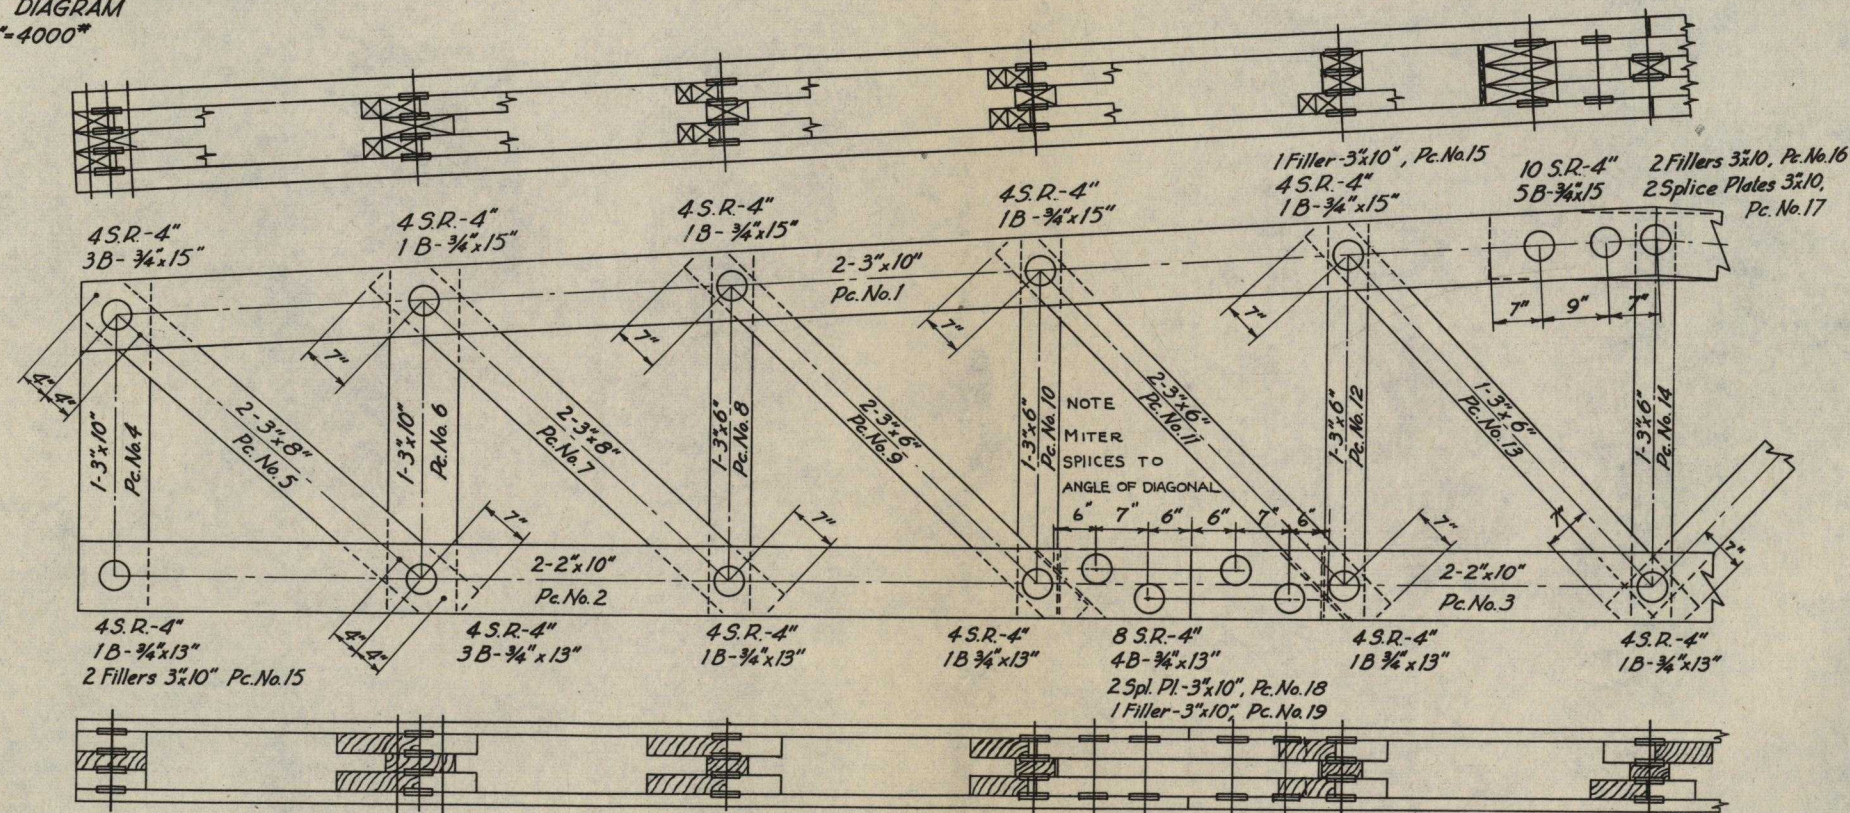 DIAGRAM
"=4000#
1 Filler-3"x10", Pc.No.15
4 S.R.-4"
1 B-3/4"x15"
10 S.R.-4"
5 B-3/4"x15
2 Fillers 3"x10, Pc.No.16
2 Splice Plates 3"x10,
Pc.No.17
4 S.R.-4"
3 B-3/4"x15"
4 S.R.-4"
1 B-3/4"x15"
4 S.R.-4"
1 B-3/4"x15"
4 S.R.-4"
1 B-3/4"x15"
2-3"x10"
Pc.No.1
7"
7"
7"
7"
7"
9"
7"
4"
4"
1-3"x10"
Pc.No.4
2-3"x8"
Pc.No.5
1-3"x10"
Pc.No.6
2-3"x8"
Pc.No.7
1-3"x6"
Pc.No.8
2-3"x6"
Pc.No.9
1-3"x6"
Pc.No.10
NOTE
MITER
SPIICES TO
ANGLE OF DIAGONAL
2-3"x6"
Pc.No.11
1-3"x6"
Pc.No.12
1-3"x6"
Pc.No.13
1-3"x6"
Pc.No.14
7"
7"
6"
7"
6"
6"
7"
6"
7"
7"
7"
2-2"x10"
Pc.No.2
2-2"x10"
Pc.No.3
4"
4"
4 S.R.-4"
1 B-3/4"x13"
2 Fillers 3"x10" Pc.No.15
4 S.R.-4"
3 B-3/4"x13"
4 S.R.-4"
1 B-3/4"x13"
4 S.R.-4"
1 B 3/4"x13"
8 S.R.-4"
4 B-3/4"x13"
2 Spl. Pl.-3"x10", Pc.No.18
1 Filler-3"x10", Pc.No.19
4 S.R.-4"
1 B 3/4"x13"
4 S.R.-4"
1 B-3/4"x13"